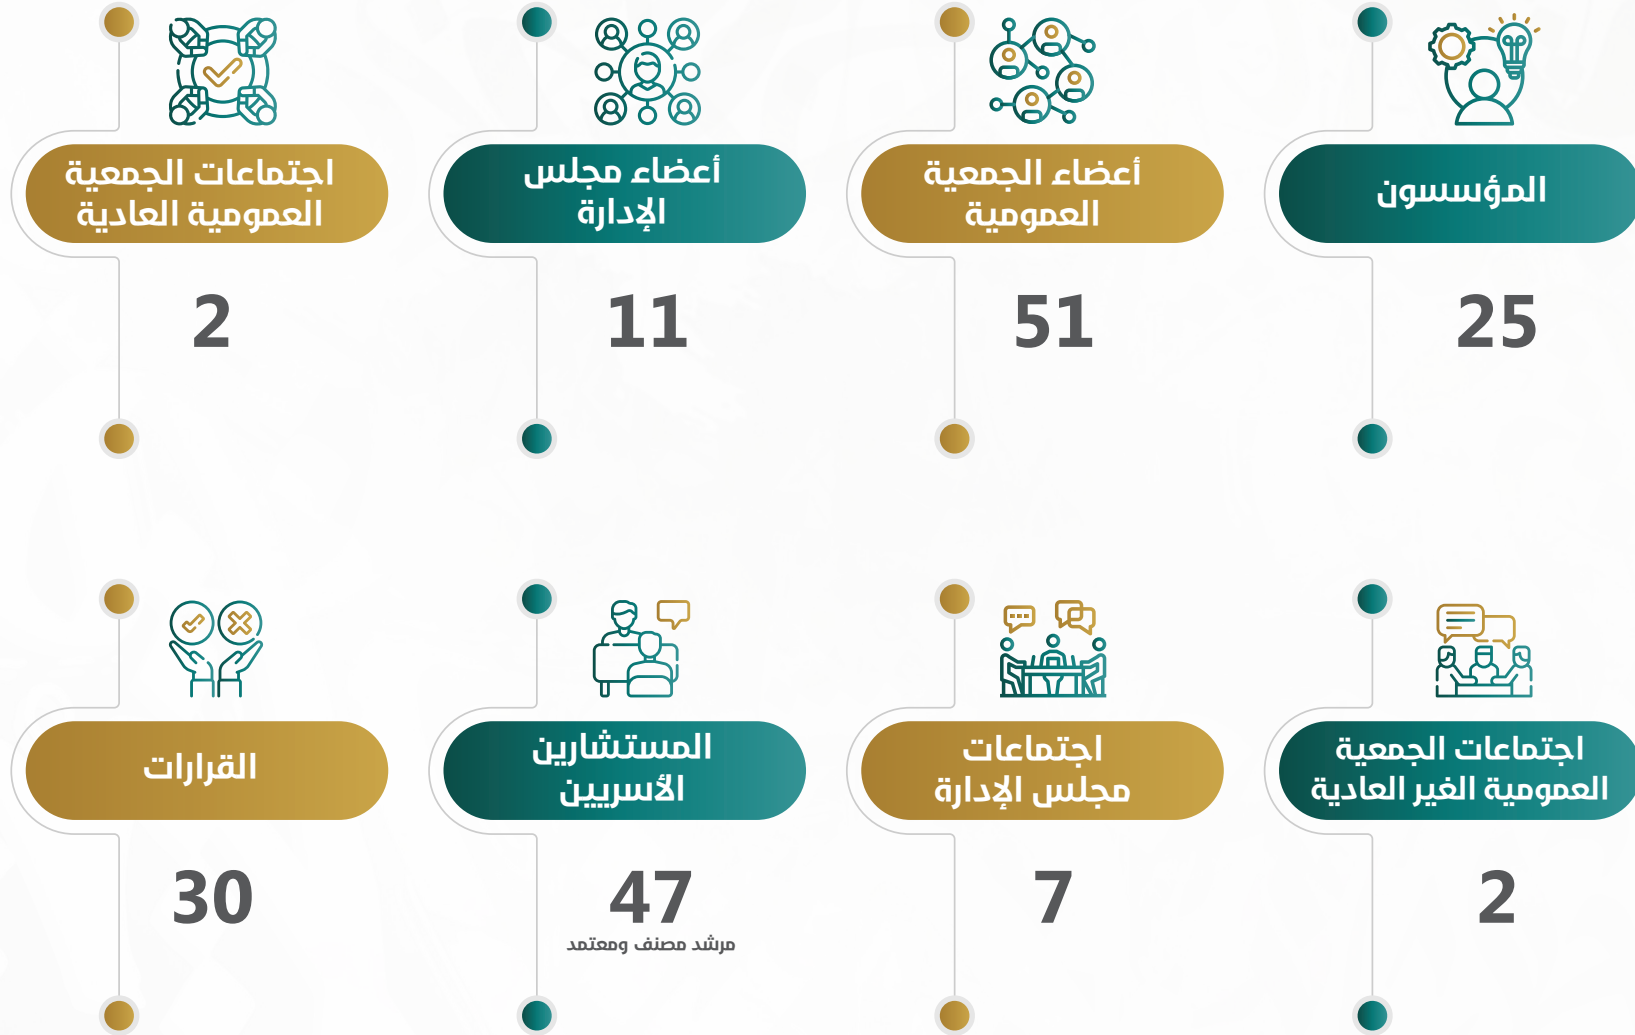 المؤسسون
25
أعضاء الجمعية
العمومية
51
أعضاء مجلس
الإدارة
11
اجتماعات الجمعية
العمومية العادية
2
اجتماعات الجمعية
العمومية الغير العادية
2
اجتماعات
مجلس الإدارة
7
المستشارين
الأسريين
47
مرشد مصنف ومعتمد
القرارات
30